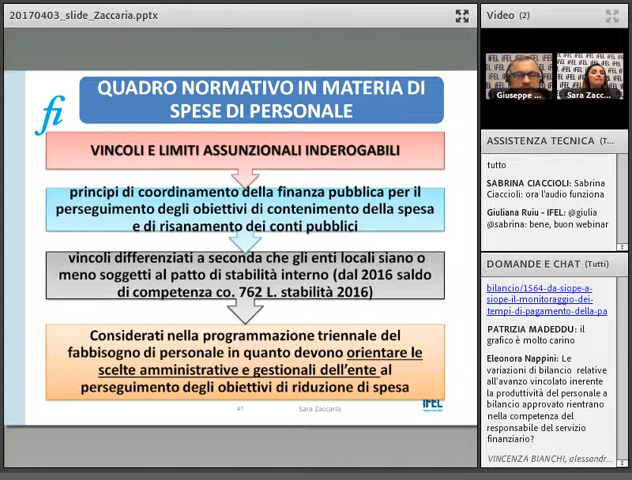 20170403_slide_Zaccaria.pptx
fi
QUADRO NORMATIVO IN MATERIA DI
SPESE DI PERSONALE
VINCOLI E LIMITI ASSUNZIONALI INDEROGABILI
principi di coordinamento della finanza pubblica per il
perseguimento degli obiettivi di contenimento della spesa
e di risanamento dei conti pubblici
vincoli differenziati a seconda che gli enti locali siano o
meno soggetti al patto di stabilità interno (dal 2016 saldo
di competenza co. 762 L. stabilità 2016)
Considerati nella programmazione triennale del
fabbisogno di personale in quanto devono orientare le
scelte amministrative e gestionali dell'ente al
perseguimento degli obiettivi di riduzione di spesa
41
Sara Zaccaria
IFEL
Video (2)
Giuseppe ...
Sara Zacc...
ASSISTENZA TECNICA (T...
tutto
SABRINA CIACCIOLI: Sabrina
Ciaccioli: ora l'audio funziona
Giuliana Ruiu - IFEL: @giulia
@sabrina: bene, buon webinar
DOMANDE E CHAT (Tutti)
bilancio/1564-da-siope-a-
siope-il-monitoraggio-dei-
tempi-di-pagamento-della-pa
PATRIZIA MADEDDU: il
grafico è molto carino
Eleonora Nappini: Le
variazioni di bilancio relative
all'avanzo vincolato inerente
la produttività del personale a
bilancio approvato rientrano
nella competenza del
responsabile del servizio
finanziario?
VINCENZA BIANCHI, alessandr...